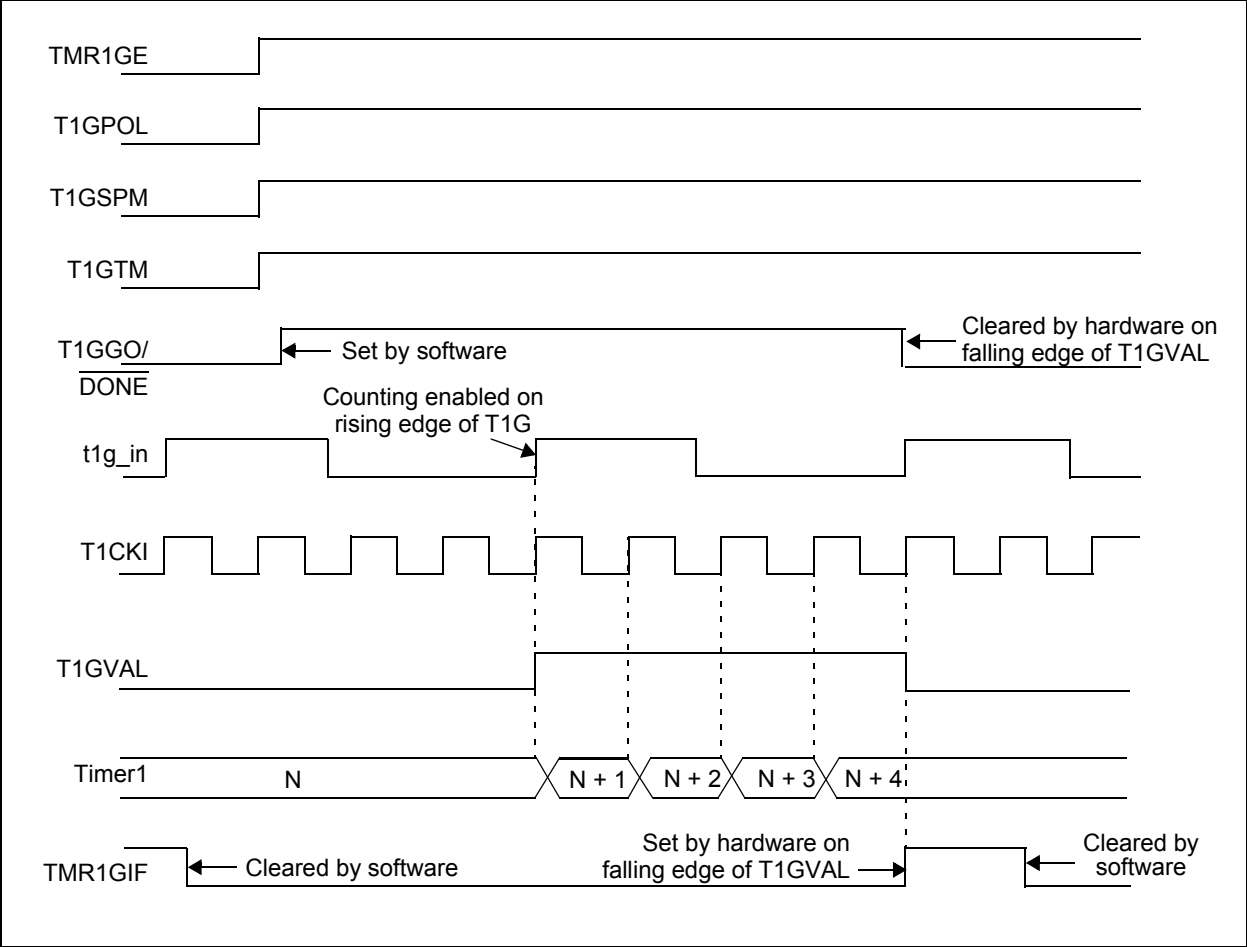 TMR1GE
T1GPOL
T1GSPM
T1GTM
T1GGO/
DONE
Set by software
Cleared by hardware on
falling edge of T1GVAL
Counting enabled on
rising edge of T1G
t1g_in
T1CKI
T1GVAL
Timer1
N
N + 1
N + 2
N + 3
N + 4
TMR1GIF
Cleared by software
Set by hardware on
falling edge of T1GVAL
Cleared by
software